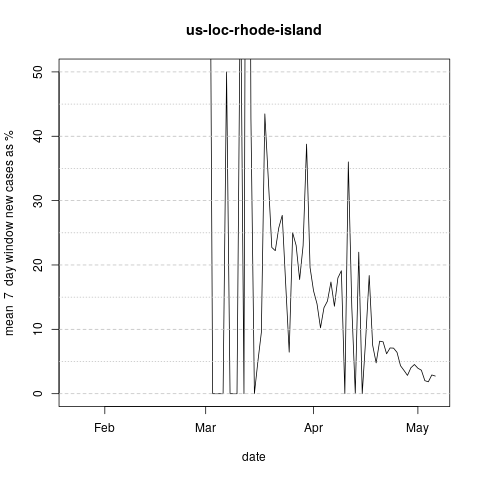 us-loc-rhode-island
50
40
30
20
10
0
mean  7  day window new cases as %
Feb
Mar
Apr
May
date